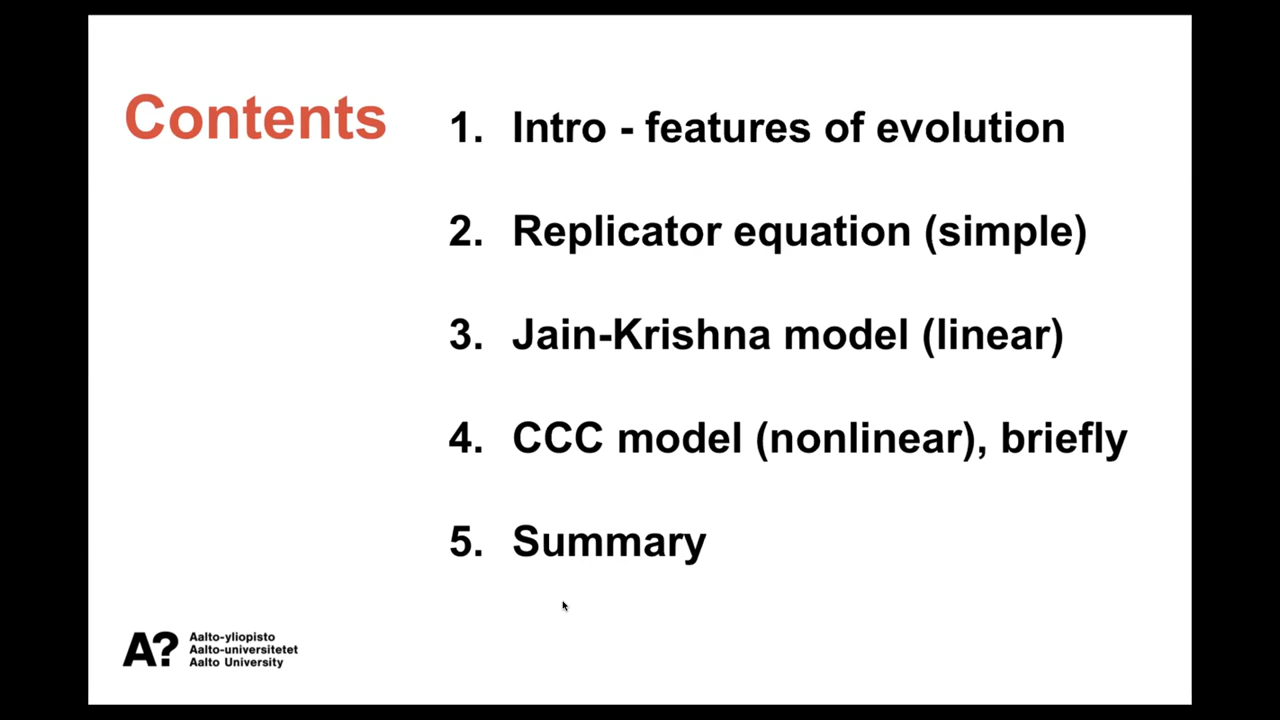 Contents
1. Intro - features of evolution
2. Replicator equation (simple)
3. Jain-Krishna model (linear)
4. CCC model (nonlinear), briefly
5. Summary
A?
Aalto-yliopisto
Aalto-universitetet
Aalto University